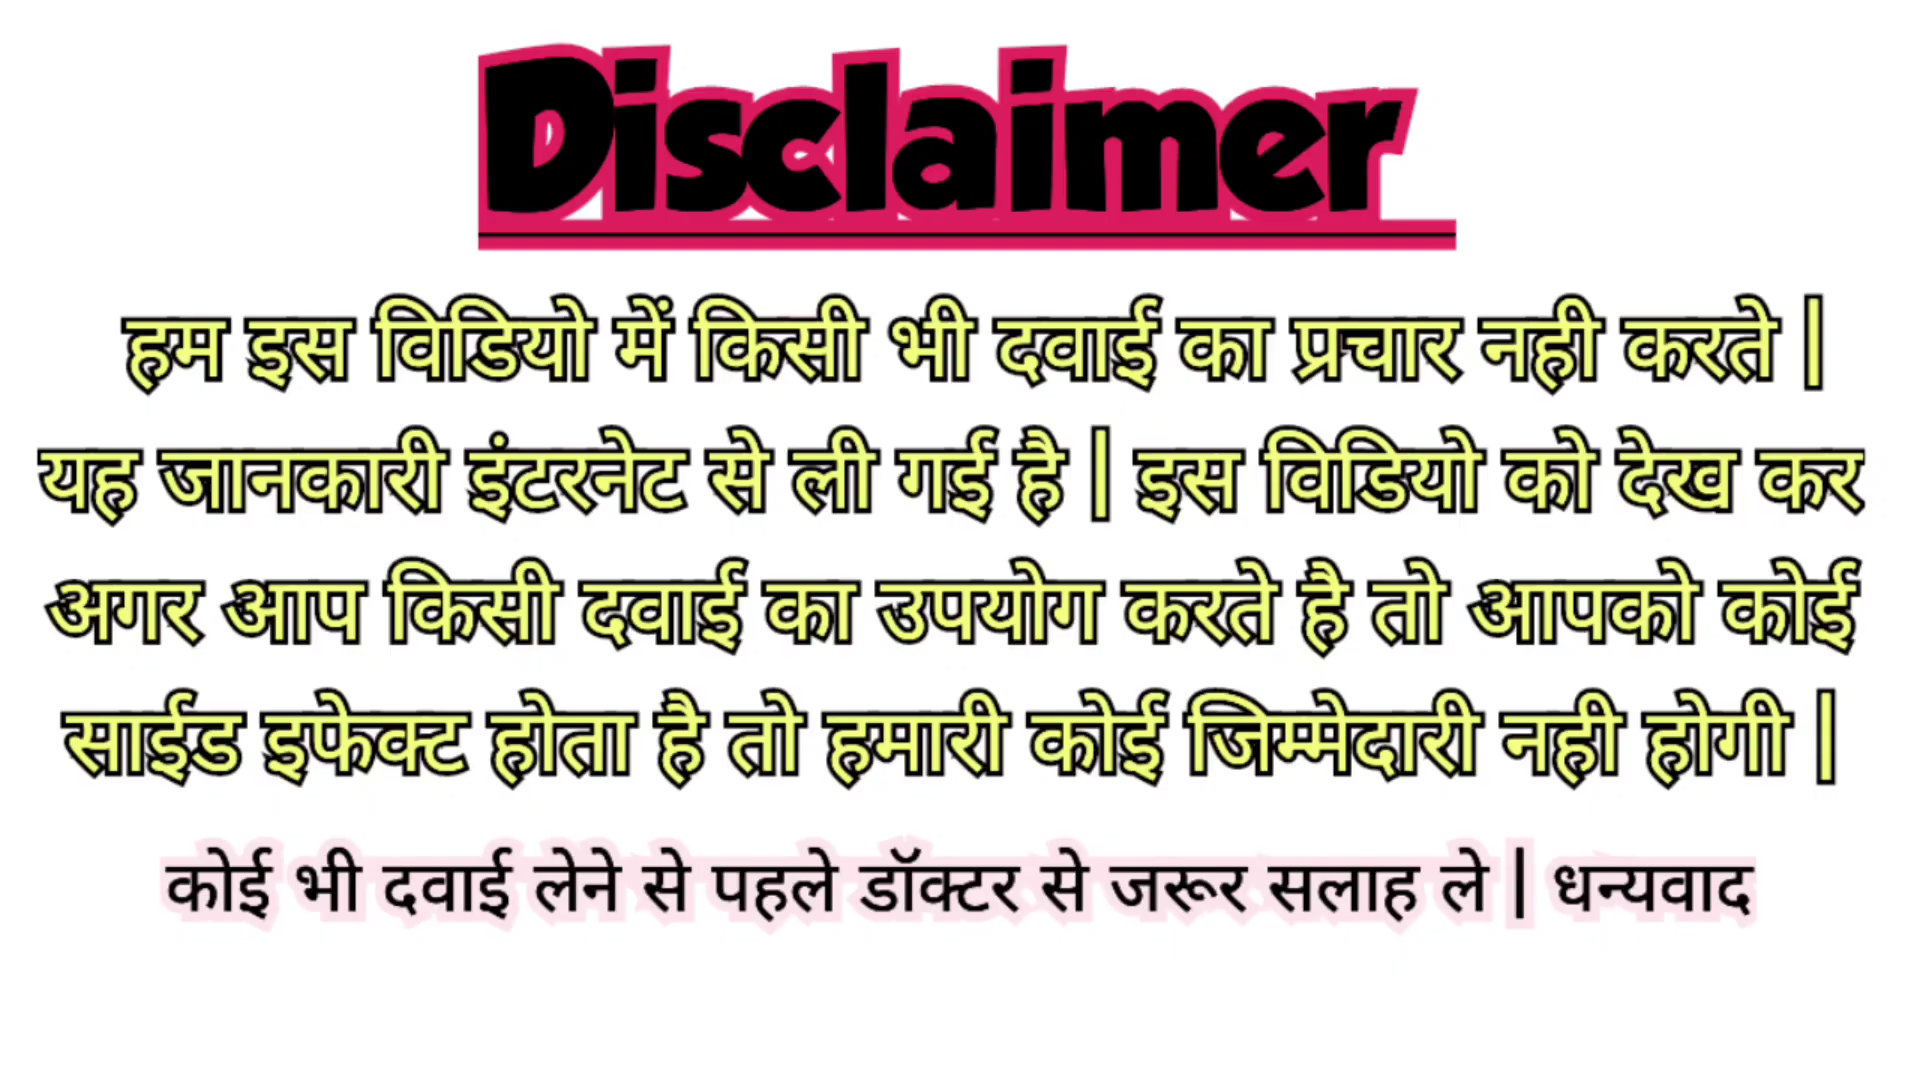 Disclaimer
हम इस विडियो में किसी भी दवाई का प्रचार नही करते |
यह जानकारी इंटरनेट से ली गई है | इस विडियो को देख कर
अगर आप किसी दवाई का उपयोग करते है तो आपको कोई
साईड इफेक्ट होता है तो हमारी कोई जिम्मेदारी नही होगी |
कोई भी दवाई लेने से पहले डॉक्टर से जरूर सलाह ले | धन्यवाद